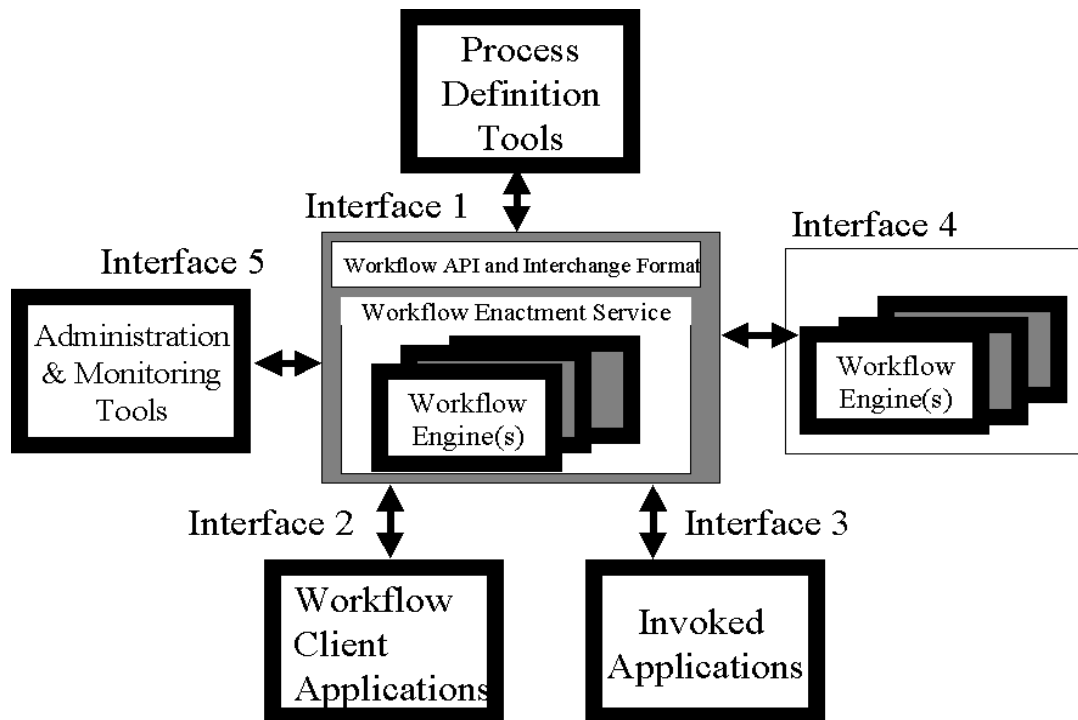 Process
Definition
Tools
Interface 1
Interface 4
Interface 5
Workflow API and Interchange Format
Workflow Enactment Service
Administration
& Monitoring
Tools
Workflow
Engine(s)
Workflow
Engine(s)
Interface 2
Interface 3
Workflow
Client
Applications
Invoked
Applications